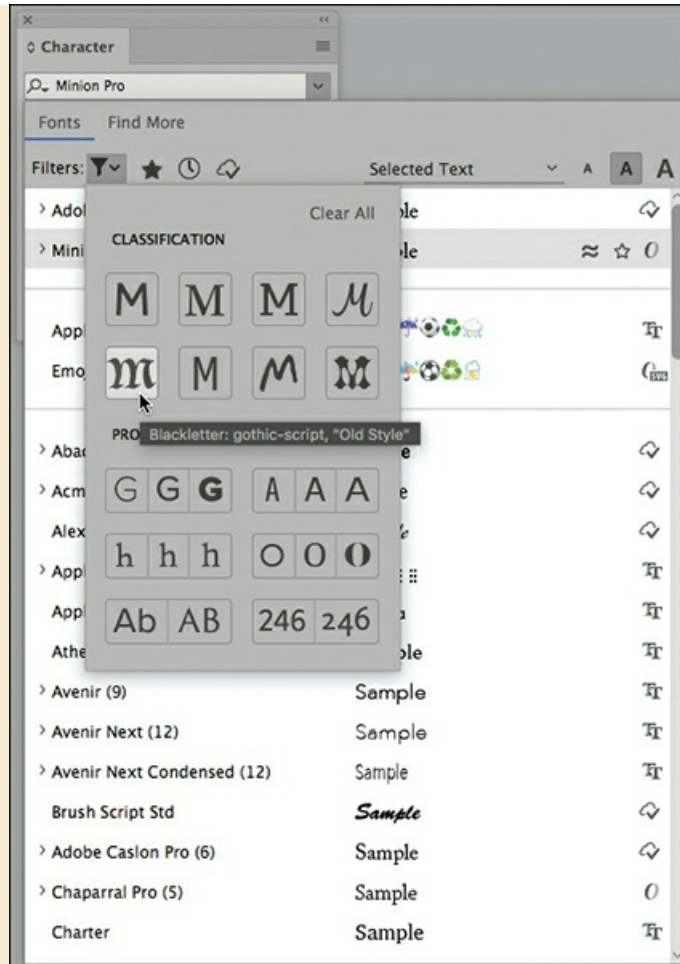 Character
Minion Pro
Fonts Find More
Filters: Selected Text A A A
Clear All
CLASSIFICATION
M M M M
M M M M
Blackletter: gothic-script, "Old Style"
G G G A A A
h h h O O O
Ab AB 246 246
Avenir (9) Sample
Avenir Next (12) Sample
Avenir Next Condensed (12) Sample
Brush Script Std Sample
Adobe Caslon Pro (6) Sample
Chaparral Pro (5) Sample
Charter Sample